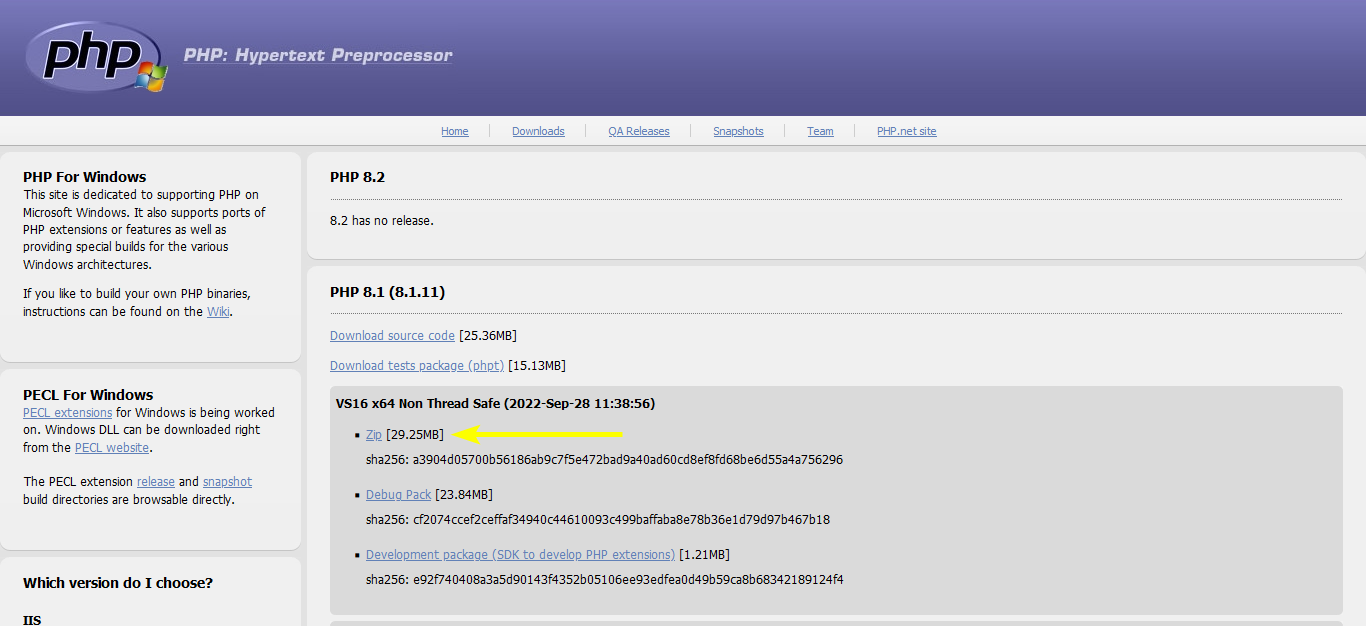 php
PHP: Hypertext Preprocessor
Home
Downloads
QA Releases
Snapshots
Team
PHP.net site
PHP For Windows
This site is dedicated to supporting PHP on
Microsoft Windows. It also supports ports of
PHP extensions or features as well as
providing special builds for the various
Windows architectures.
If you like to build your own PHP binaries,
instructions can be found on the Wiki.
PECL For Windows
PECL extensions for Windows is being worked
on. Windows DLL can be downloaded right
from the PECL website.
The PECL extension release and snapshot
build directories are browsable directly.
Which version do I choose?
IIS
PHP 8.2
8.2 has no release.
PHP 8.1 (8.1.11)
Download source code [25.36MB]
Download tests package (phpt) [15.13MB]
VS16 x64 Non Thread Safe (2022-Sep-28 11:38:56)
Zip [29.25MB]
sha256: a3904d05700b56186ab9c7f5e472bad9a40ad60cd8ef8fd68be6d55a4a756296
Debug Pack [23.84MB]
sha256: cf2074ccef2ceffaf34940c44610093c499baffaba8e78b36e1d79d97b467b18
Development package (SDK to develop PHP extensions) [1.21MB]
sha256: e92f740408a3a5d90143f4352b05106ee93edfea0d49b59ca8b68342189124f4